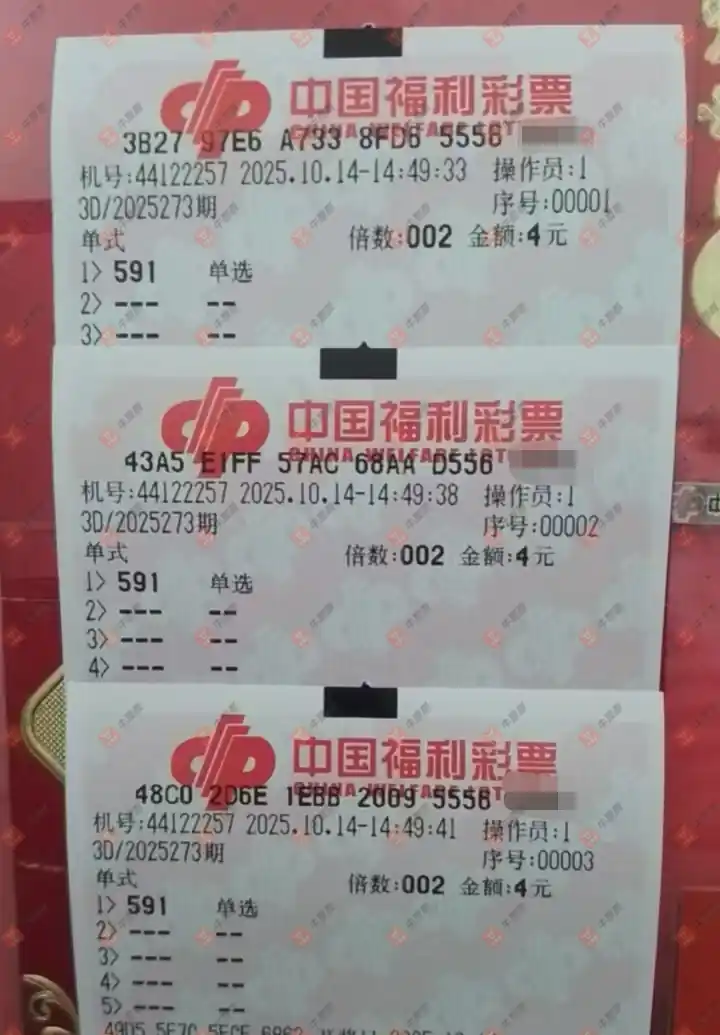 中国福利彩票
CHINA WELFARE LOT
3B27 97E6 A733 8FD6 5556
机号:44122257 2025.10.14-14:49:33 操作员:1
3D/2025273期 序号:00001
单式 倍数:002 金额:4元
1> 591 单选
2> --- --
3> --- --
中国福利彩票
CHINA WELFARE LOT
43A5 E1FF 57AC 68AA D556
机号:44122257 2025.10.14-14:49:38 操作员:1
3D/2025273期 序号:00002
单式 倍数:002 金额:4元
1> 591 单选
2> --- --
3> --- --
4> --- --
中国福利彩票
CHINA WELFARE LOT
48C0 2D6E 1EBB 2069 5556
机号:44122257 2025.10.14-14:49:41 操作员:1
3D/2025273期 序号:00003
单式 倍数:002 金额:4元
1> 591 单选
2> --- --
3> --- --
4> --- --
5> --- --